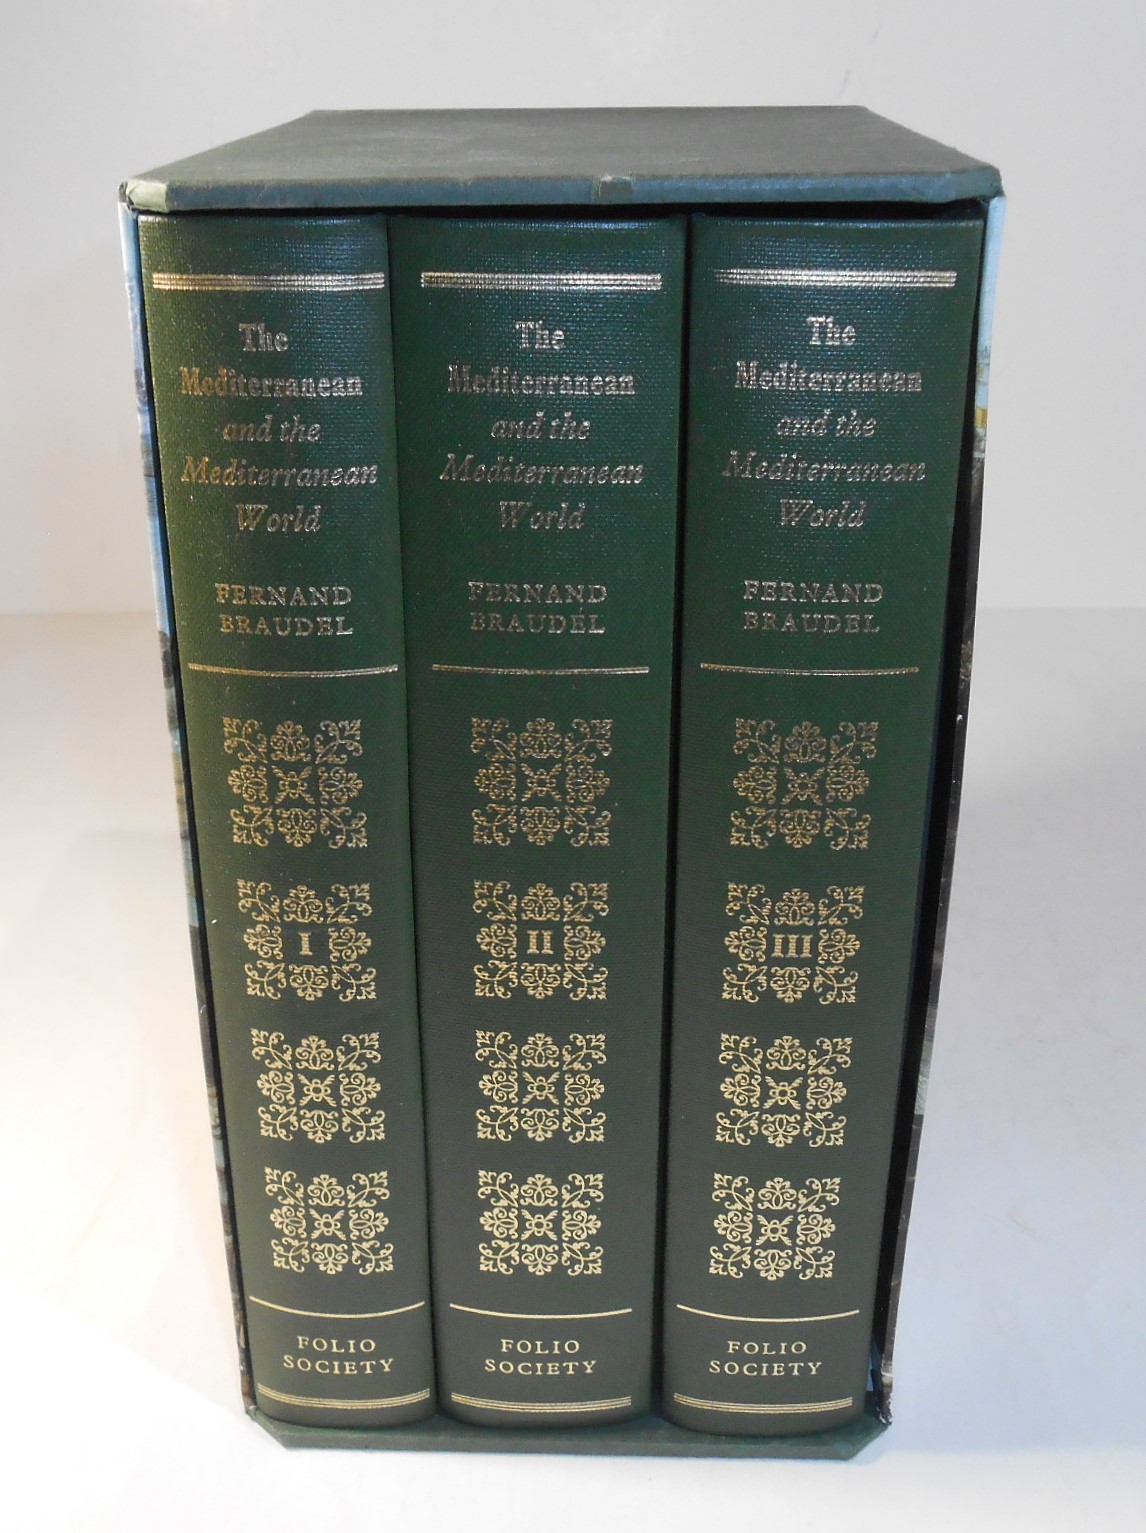 The
Mediterranean
and the
Mediterranean
World
FERNAND
BRAUDEL
I
FOLIO
SOCIETY
The
Mediterranean
and the
Mediterranean
World
FERNAND
BRAUDEL
II
FOLIO
SOCIETY
The
Mediterranean
and the
Mediterranean
World
FERNAND
BRAUDEL
III
FOLIO
SOCIETY